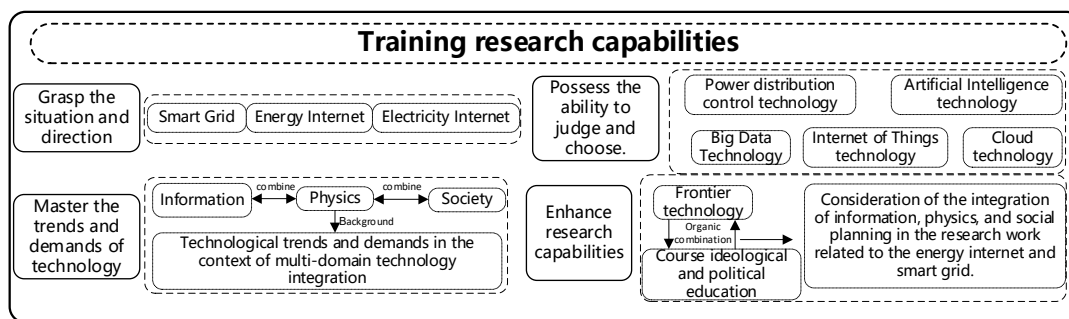 Training research capabilities
Grasp the
situation and
direction
Smart Grid
Energy Internet
Electricity Internet
Possess the
ability to
judge and
choose.
Power distribution
control technology
Artificial Intelligence
technology
Big Data
Technology
Internet of Things
technology
Cloud
technology
Master the
trends and
demands of
technology
Information
combine
Physics
combine
Society
Background
Technological trends and demands in the
context of multi-domain technology
integration
Enhance
research
capabilities
Frontier
technology
Organic
combination
Course ideological and
political
education
Consideration of the integration
of information, physics, and social
planning in the research work
related to the energy internet and
smart grid.